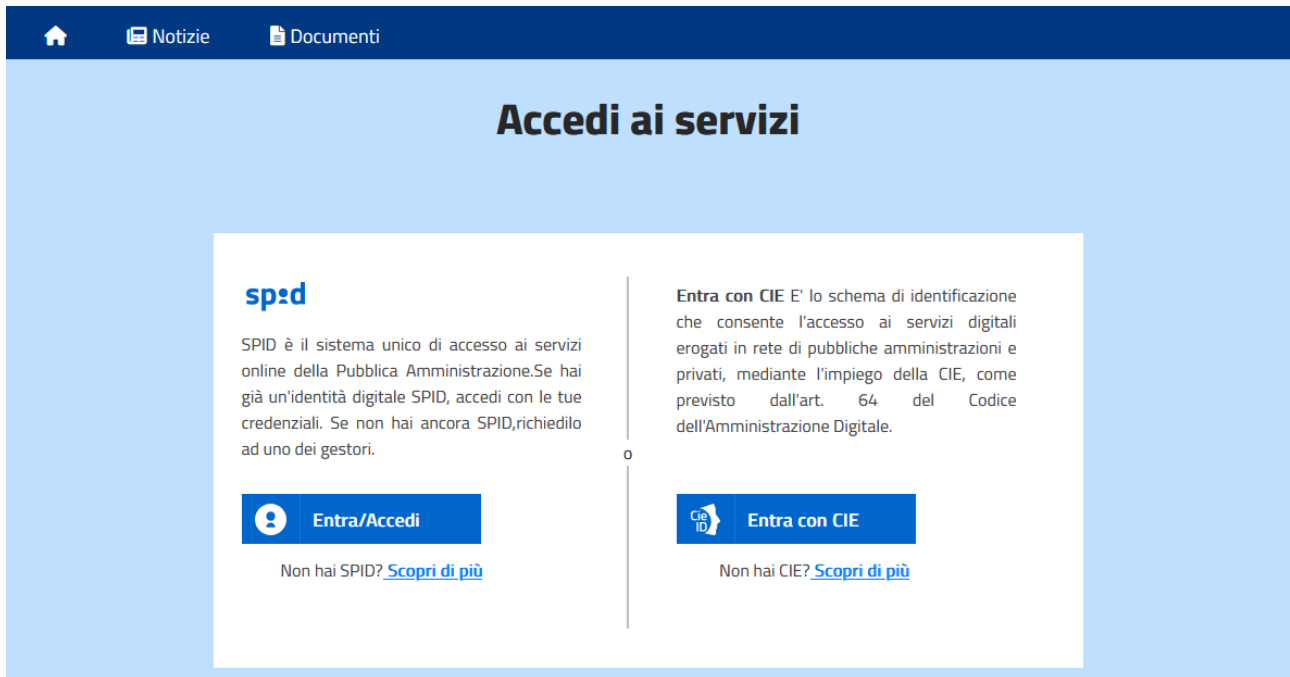 Notizie
Documenti
Accedi ai servizi
spid
SPID è il sistema unico di accesso ai servizi
online della Pubblica Amministrazione.Se hai
già un'identità digitale SPID, accedi con le tue
credenziali. Se non hai ancora SPID,richiedilo
ad uno dei gestori.
Entra/Accedi
Non hai SPID? Scopri di più
o
Entra con CIE E' lo schema di identificazione
che consente l'accesso ai servizi digitali
erogati in rete di pubbliche amministrazioni e
privati, mediante l'impiego della CIE, come
previsto dall'art. 64 del Codice
dell'Amministrazione Digitale.
Cie
ID
Entra con CIE
Non hai CIE? Scopri di più